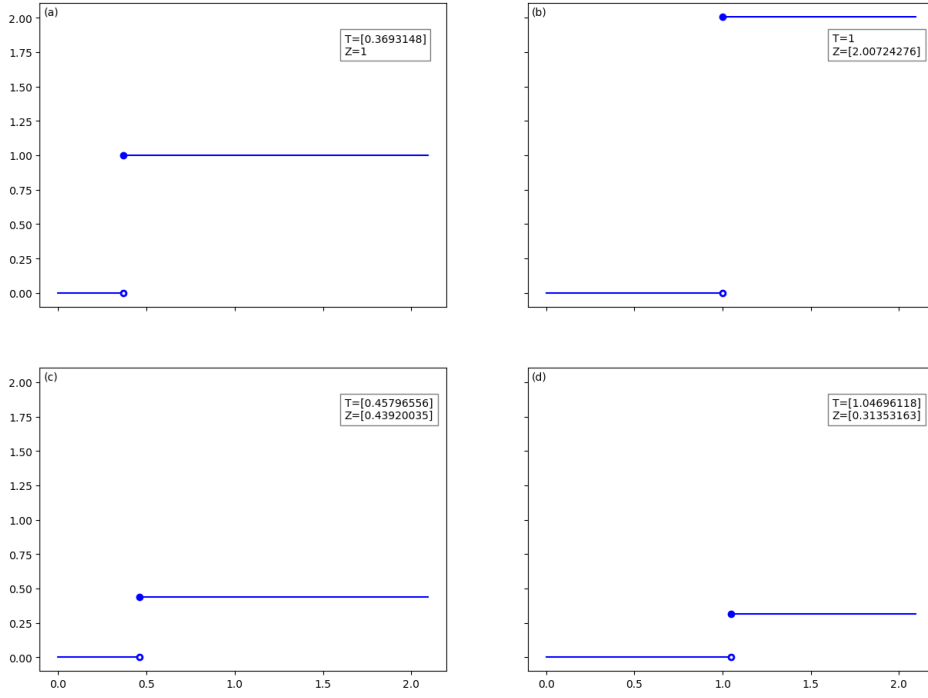 (a)
T=[0.3693148]
Z=1
2.00
1.75
1.50
1.25
1.00
0.75
0.50
0.25
0.00
(b)
T=1
Z=[2.00724276]
(c)
T=[0.45796556]
Z=[0.43920035]
2.00
1.75
1.50
1.25
1.00
0.75
0.50
0.25
0.00
0.0 0.5 1.0 1.5 2.0
(d)
T=[1.04696118]
Z=[0.31353163]
0.0 0.5 1.0 1.5 2.0